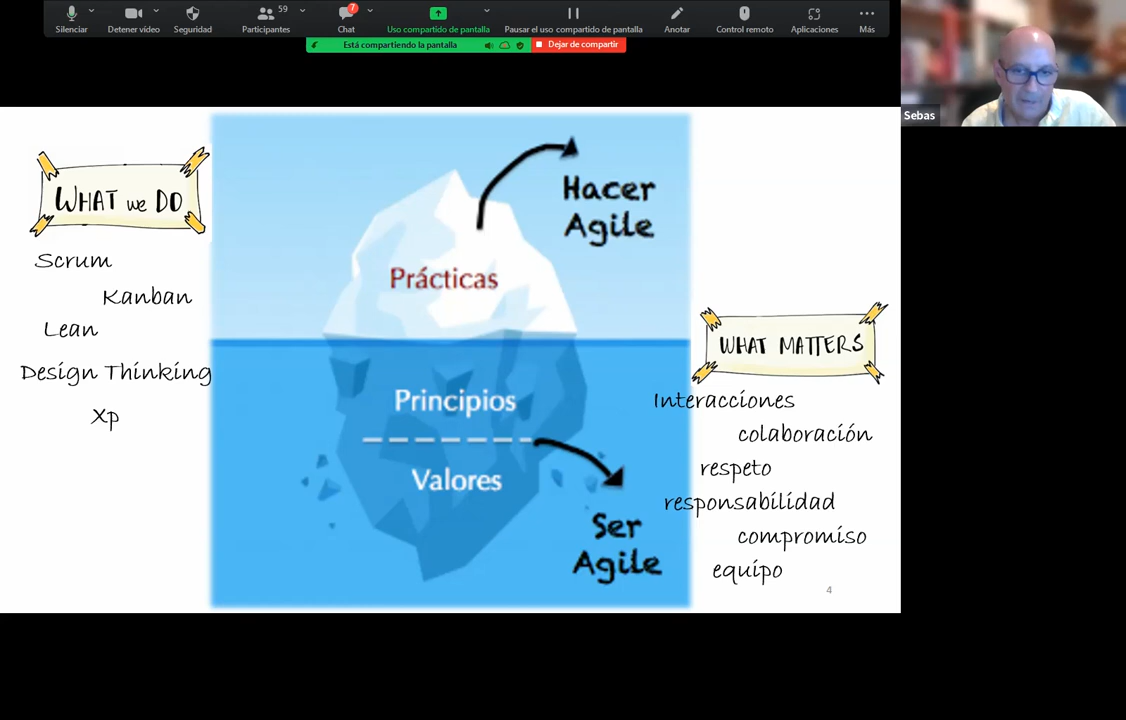 Silenciar
Detener vídeo
Seguridad
59
Participantes
7
Chat
Uso compartido de pantalla
Pausar el uso compartido de pantalla
Anotar
Control remoto
Aplicaciones
Más
Está compartiendo la pantalla
Dejar de compartir
Sebas
WHAT we DO
Scrum
Kanban
Lean
Design Thinking
Xp
Hacer
Agile
Prácticas
Principios
Valores
Ser
Agile
WHAT MATTERS
Interacciones
colaboración
respeto
responsabilidad
compromiso
equipo
4